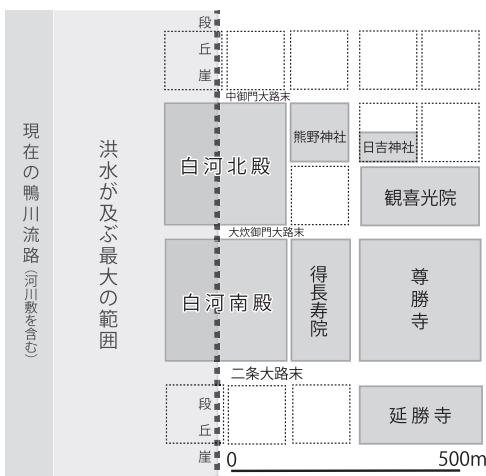 段丘崖
中御門大路末
現在の鴨川流路（河川敷を含む）
洪水が及ぶ最大の範囲
白河北殿
熊野神社
日吉神社
観喜光院
大炊御門大路末
白河南殿
得長寿院
尊勝寺
二条大路末
段丘崖
延勝寺
0
500m